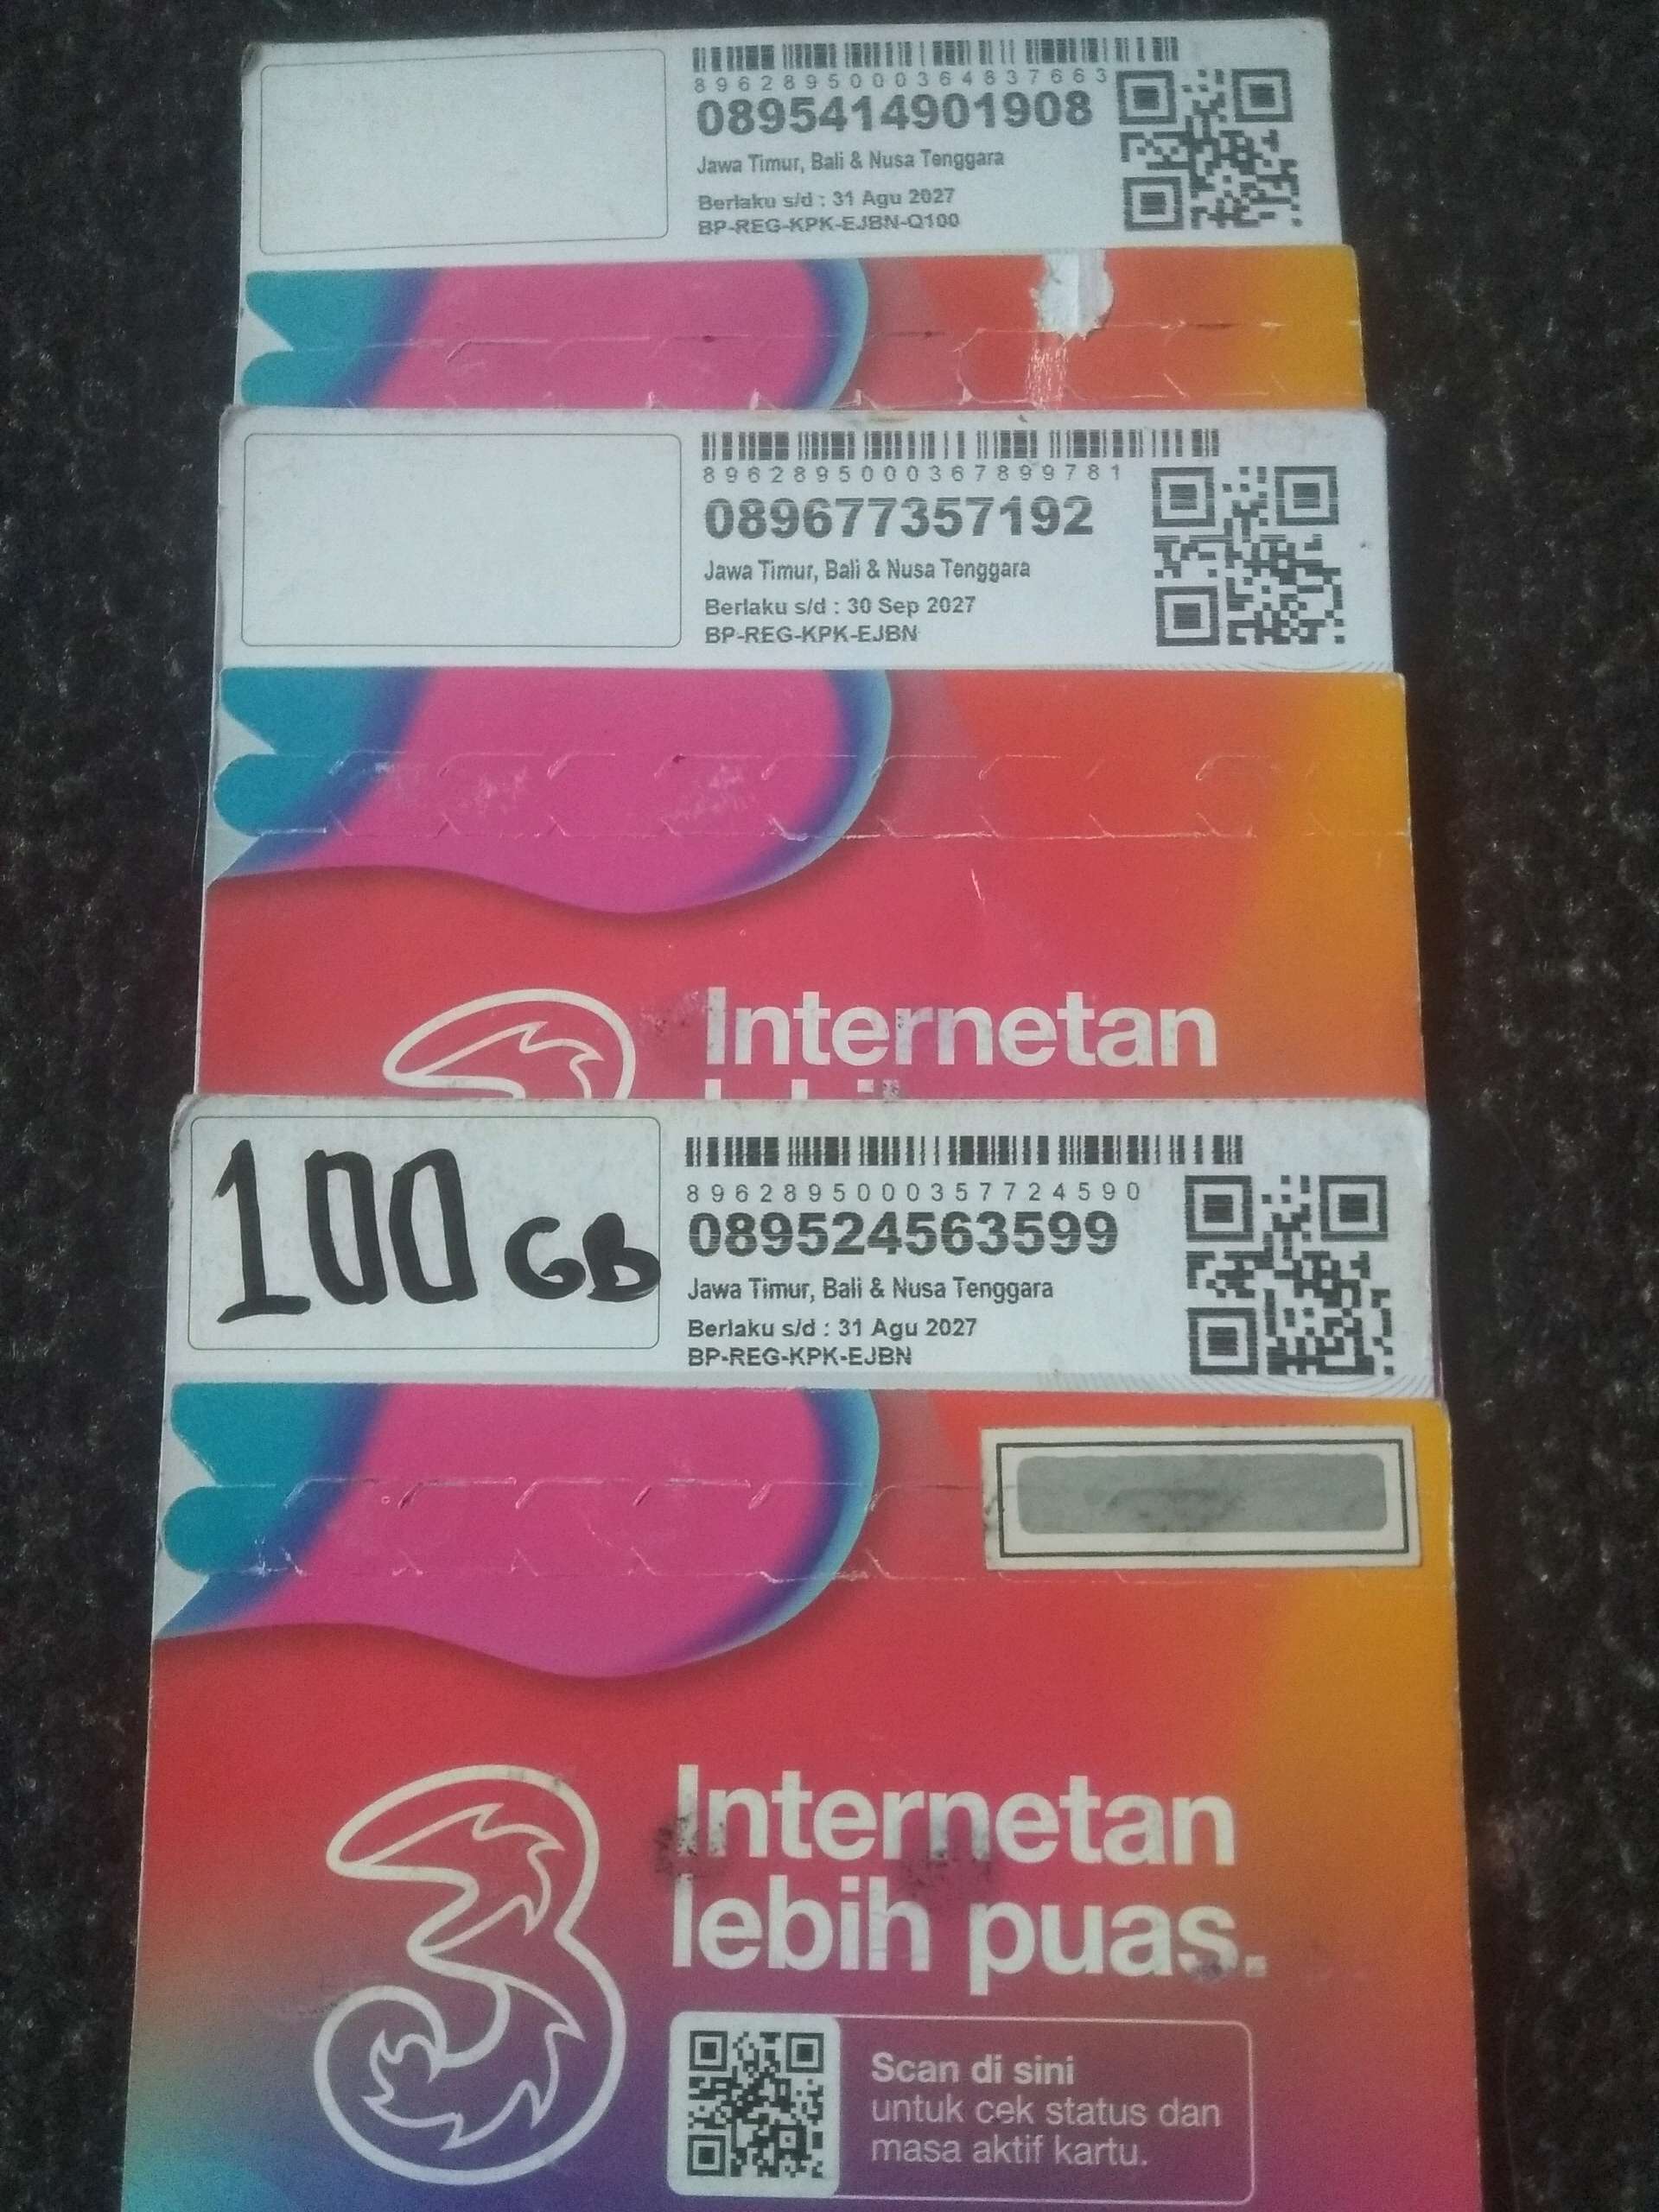 8962895000364837663
0895414901908
Jawa Timur, Bali & Nusa Tenggara
Berlaku s/d : 31 Agu 2027
BP-REG-KPK-EJBN-Q100
8962895000367899781
089677357192
Jawa Timur, Bali & Nusa Tenggara
Berlaku s/d : 30 Sep 2027
BP-REG-KPK-EJBN
3 Internetan
lebih
100 GB
8962895000357724590
089524563599
Jawa Timur, Bali & Nusa Tenggara
Berlaku s/d : 31 Agu 2027
BP-REG-KPK-EJBN
3
Internetan
lebih puas.
Scan di sini
untuk cek status dan
masa aktif kartu.